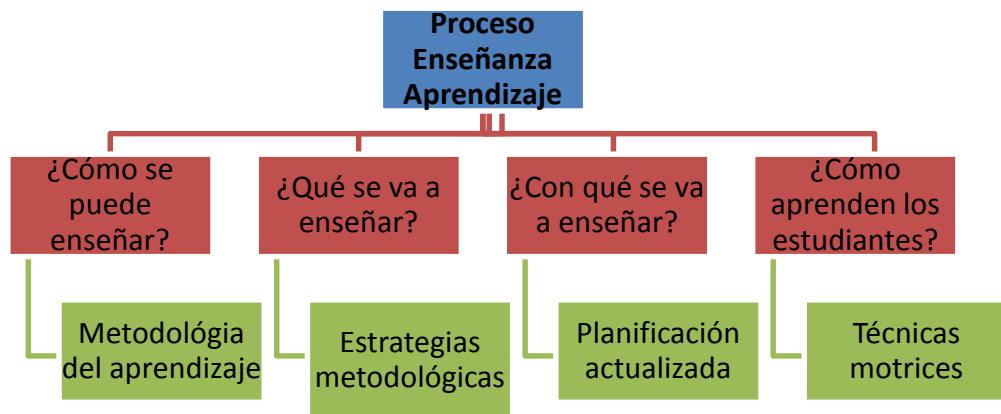 Proceso
Enseñanza
Aprendizaje
¿Cómo se
puede
enseñar?
¿Qué se va a
enseñar?
¿Con qué se va
a enseñar?
¿Cómo
aprenden los
estudiantes?
Metodológia
del aprendizaje
Estrategias
metodológicas
Planificación
actualizada
Técnicas
motrices